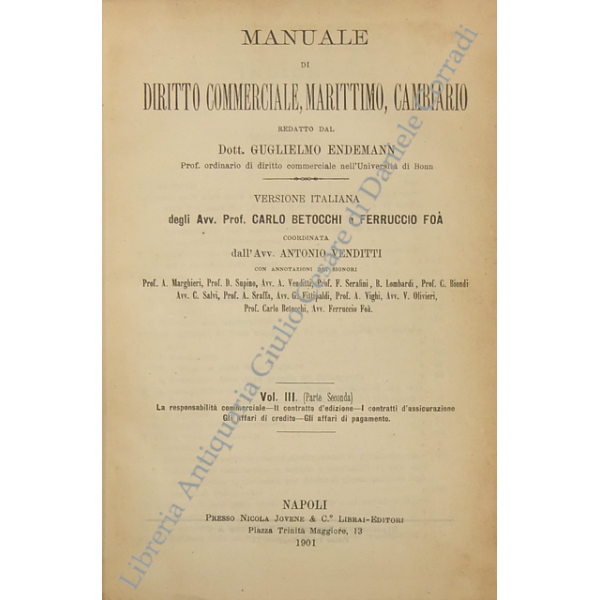 MANUALE
DI
DIRITTO COMMERCIALE, MARITTIMO, CAMBIARIO
REDATTO DAL
Dott. GUGLIELMO ENDEMANN
Prof. ordinario di diritto commerciale nell'Università di Bonn
VERSIONE ITALIANA
degli Avv. Prof. CARLO BETOCCHI e FERRUCCIO FOÀ
COORDINATA
dall'Avv. ANTONIO VENDITTI
CON ANNOTAZIONI DEI SIGNORI
Prof. A. Marghieri, Prof. D. Supino, Avv. A. Venditti, Prof. F. Serafini, R. Lombardi, Prof. C. Biondi
Avv. C. Salvi, Prof. A. Sraffa, Avv. G. Fittipaldi, Prof. A. Vighi, Avv. V. Olivieri,
Prof. Carlo Betocchi, Avv. Ferruccio Foà.
Vol. III. (Parte Seconda)
La responsabilità commerciale—Il contratto d'edizione—I contratti d'assicurazione
Gli affari di credito—Gli affari di pagamento.
NAPOLI
PRESSO NICOLA JOVENE & C.° LIBRAI-EDITORI
Piazza Trinità Maggiore, 13
1901
Libreria Antiquaria Giulio Cesare di Daniele Corradi